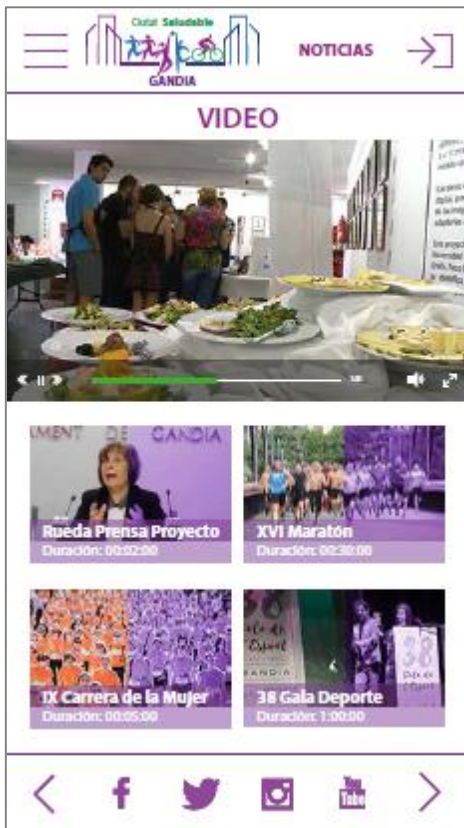 Ciutat Saludable
GANDIA
NOTICIAS
VIDEO
AMENT DE GANDIA
Rueda Prensa Proyecto
Duración: 00:02:00
XVI Maratón
Duración: 00:30:00
IX Carrera de la Mujer
Duración: 00:05:00
38
38 Gala Deporte
Duración: 1:00:00
You
Tube